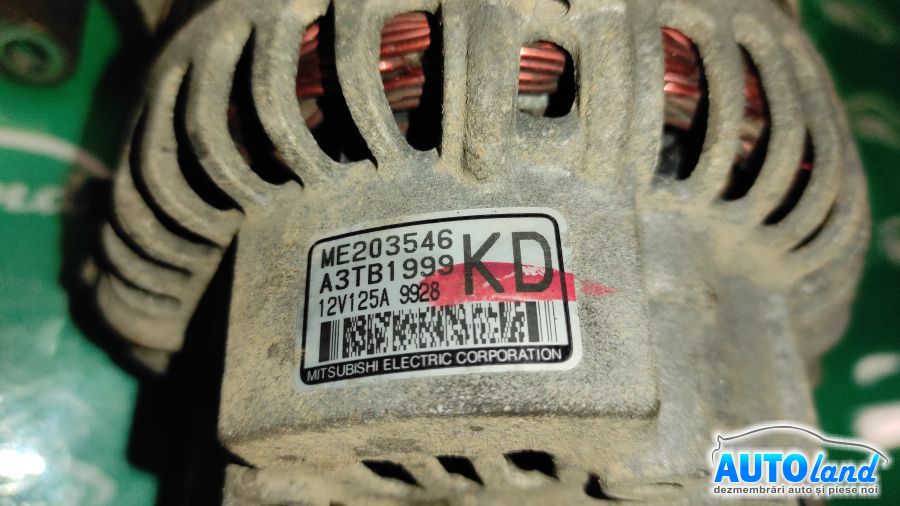 ME203546
A3TB1999
KD
12V125A 9928
MITSUBISHI ELECTRIC CORPORATION
AUTOland
dezmembrări auto și piese noi